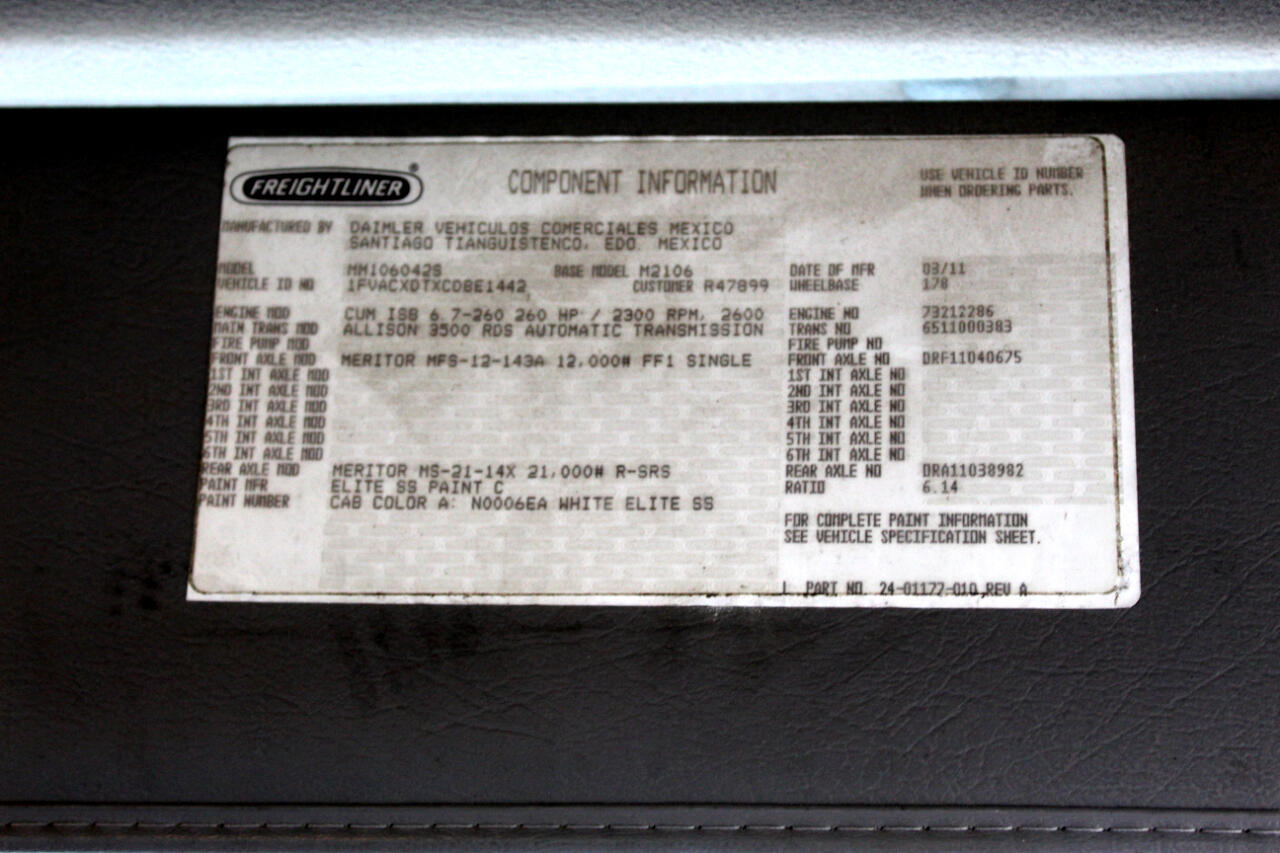 FREIGHTLINER ® COMPONENT INFORMATION USE VEHICLE ID NUMBER
WHEN ORDERING PARTS.
MANUFACTURED BY DAIMLER VEHICULOS COMERCIALES MEXICO
SANTIAGO TIANGUISTENCO, EDO. MEXICO
MODEL MM106042S BASE MODEL M2106 DATE OF MFR 03/11
VEHICLE ID NO 1FVACXDTXCDBE1442 CUSTOMER R47899 WHEELBASE 178
ENGINE MOD CUM ISB 6.7-260 260 HP / 2300 RPM, 2600 ENGINE NO 73212286
MAIN TRANS MOD ALLISON 3500 RDS AUTOMATIC TRANSMISSION TRANS NO 6511000383
FIRE PUMP MOD FIRE PUMP NO
FRONT AXLE MOD MERITOR MFS-12-143A 12,000# FF1 SINGLE FRONT AXLE NO DRF11040675
1ST INT AXLE MOD 1ST INT AXLE NO
2ND INT AXLE MOD 2ND INT AXLE NO
3RD INT AXLE MOD 3RD INT AXLE NO
4TH INT AXLE MOD 4TH INT AXLE NO
5TH INT AXLE MOD 5TH INT AXLE NO
6TH INT AXLE MOD 6TH INT AXLE NO
REAR AXLE MOD MERITOR MS-21-14X 21,000# R-SRS REAR AXLE NO DRA11038982
PAINT MFR ELITE SS PAINT C RATIO 6.14
PAINT NUMBER CAB COLOR A: N0006EA WHITE ELITE SS
FOR COMPLETE PAINT INFORMATION
SEE VEHICLE SPECIFICATION SHEET.
PART NO. 24-01177-010 REV A